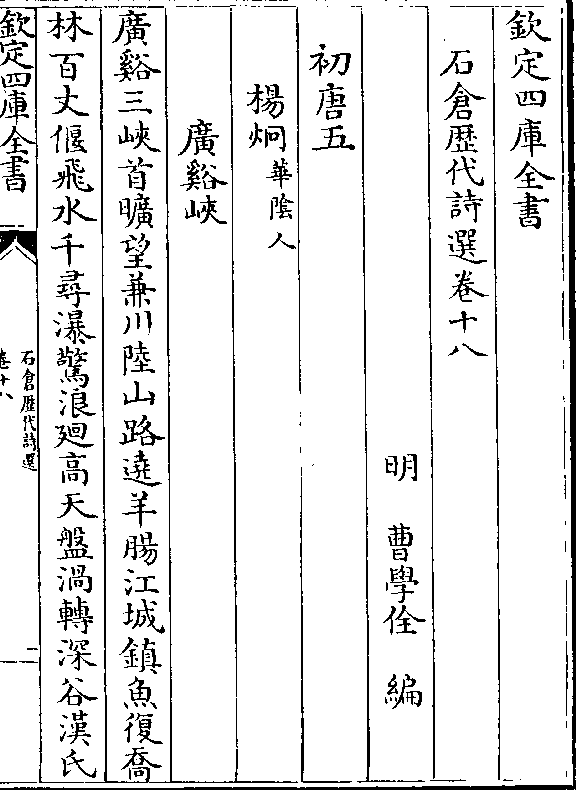 欽定四庫全書
石倉歴代詩選卷十八
明 曹學佺 編
初唐五
楊炯華陰人
廣谿峽
廣谿三峽首曠望兼川陸山路遶羊腸江城鎮魚復喬
林百丈偃飛水千尋瀑驚浪廻高天盤渦轉深谷漢氏
欽定四庫全書
石倉歴代詩選
卷十八